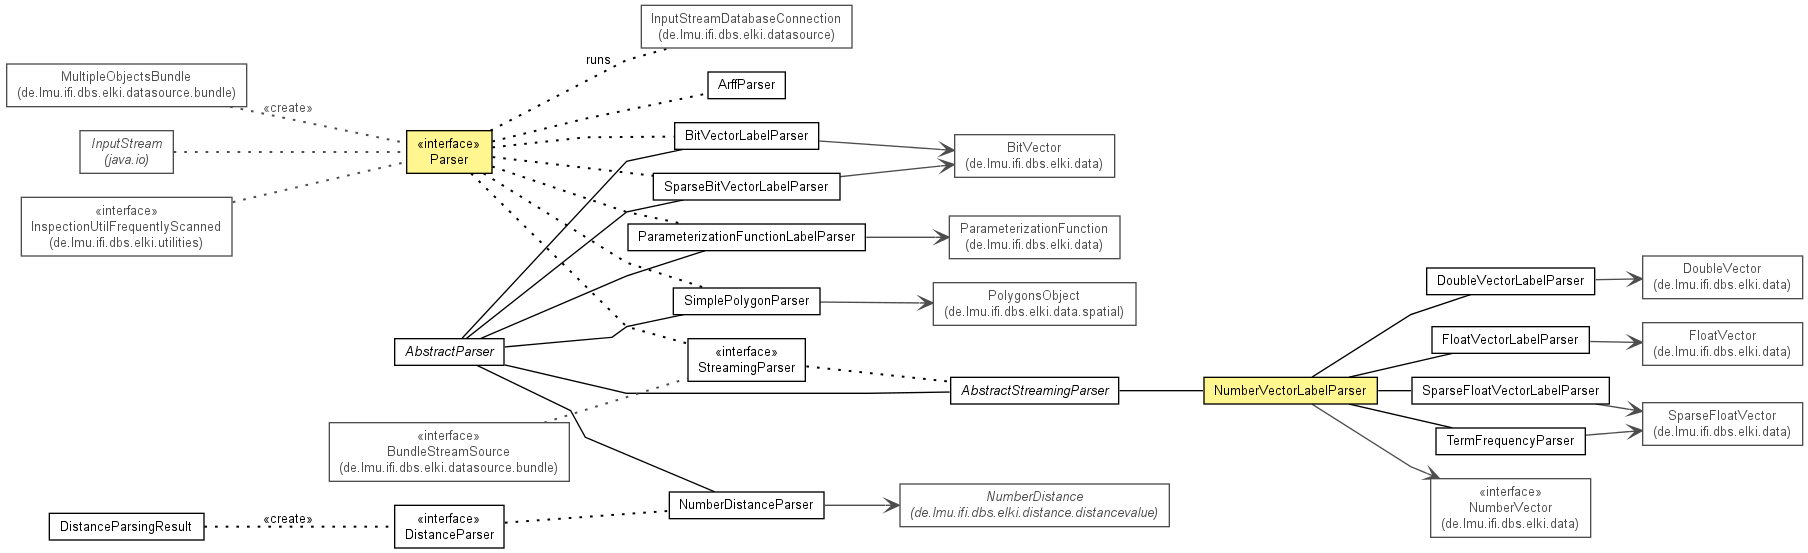 InputStreamDatabaseConnection
(de.lmu.ifi.dbs.elki.datasource)
runs
MultipleObjectsBundle
(de.lmu.ifi.dbs.elki.datasource.bundle)
«create»
ArffParser
InputStream
(java.io)
«interface»
Parser
BitVectorLabelParser
BitVector
(de.lmu.ifi.dbs.elki.data)
SparseBitVectorLabelParser
«interface»
InspectionUtilFrequentlyScanned
(de.lmu.ifi.dbs.elki.utilities)
ParameterizationFunctionLabelParser
ParameterizationFunction
(de.lmu.ifi.dbs.elki.data)
SimplePolygonParser
PolygonsObject
(de.lmu.ifi.dbs.elki.data.spatial)
DoubleVectorLabelParser
DoubleVector
(de.lmu.ifi.dbs.elki.data)
AbstractParser
«interface»
StreamingParser
FloatVectorLabelParser
FloatVector
(de.lmu.ifi.dbs.elki.data)
AbstractStreamingParser
NumberVectorLabelParser
SparseFloatVectorLabelParser
SparseFloatVector
(de.lmu.ifi.dbs.elki.data)
TermFrequencyParser
«interface»
BundleStreamSource
(de.lmu.ifi.dbs.elki.datasource.bundle)
NumberDistanceParser
NumberDistance
(de.lmu.ifi.dbs.elki.distance.distancevalue)
«interface»
NumberVector
(de.lmu.ifi.dbs.elki.data)
DistanceParsingResult
«create»
«interface»
DistanceParser